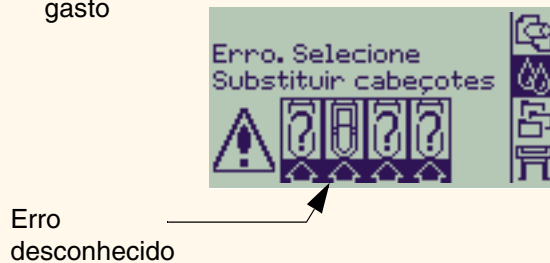 gasto
Erro. Selecione
Substituir cabeçotes
? ? ?
Erro
desconhecido